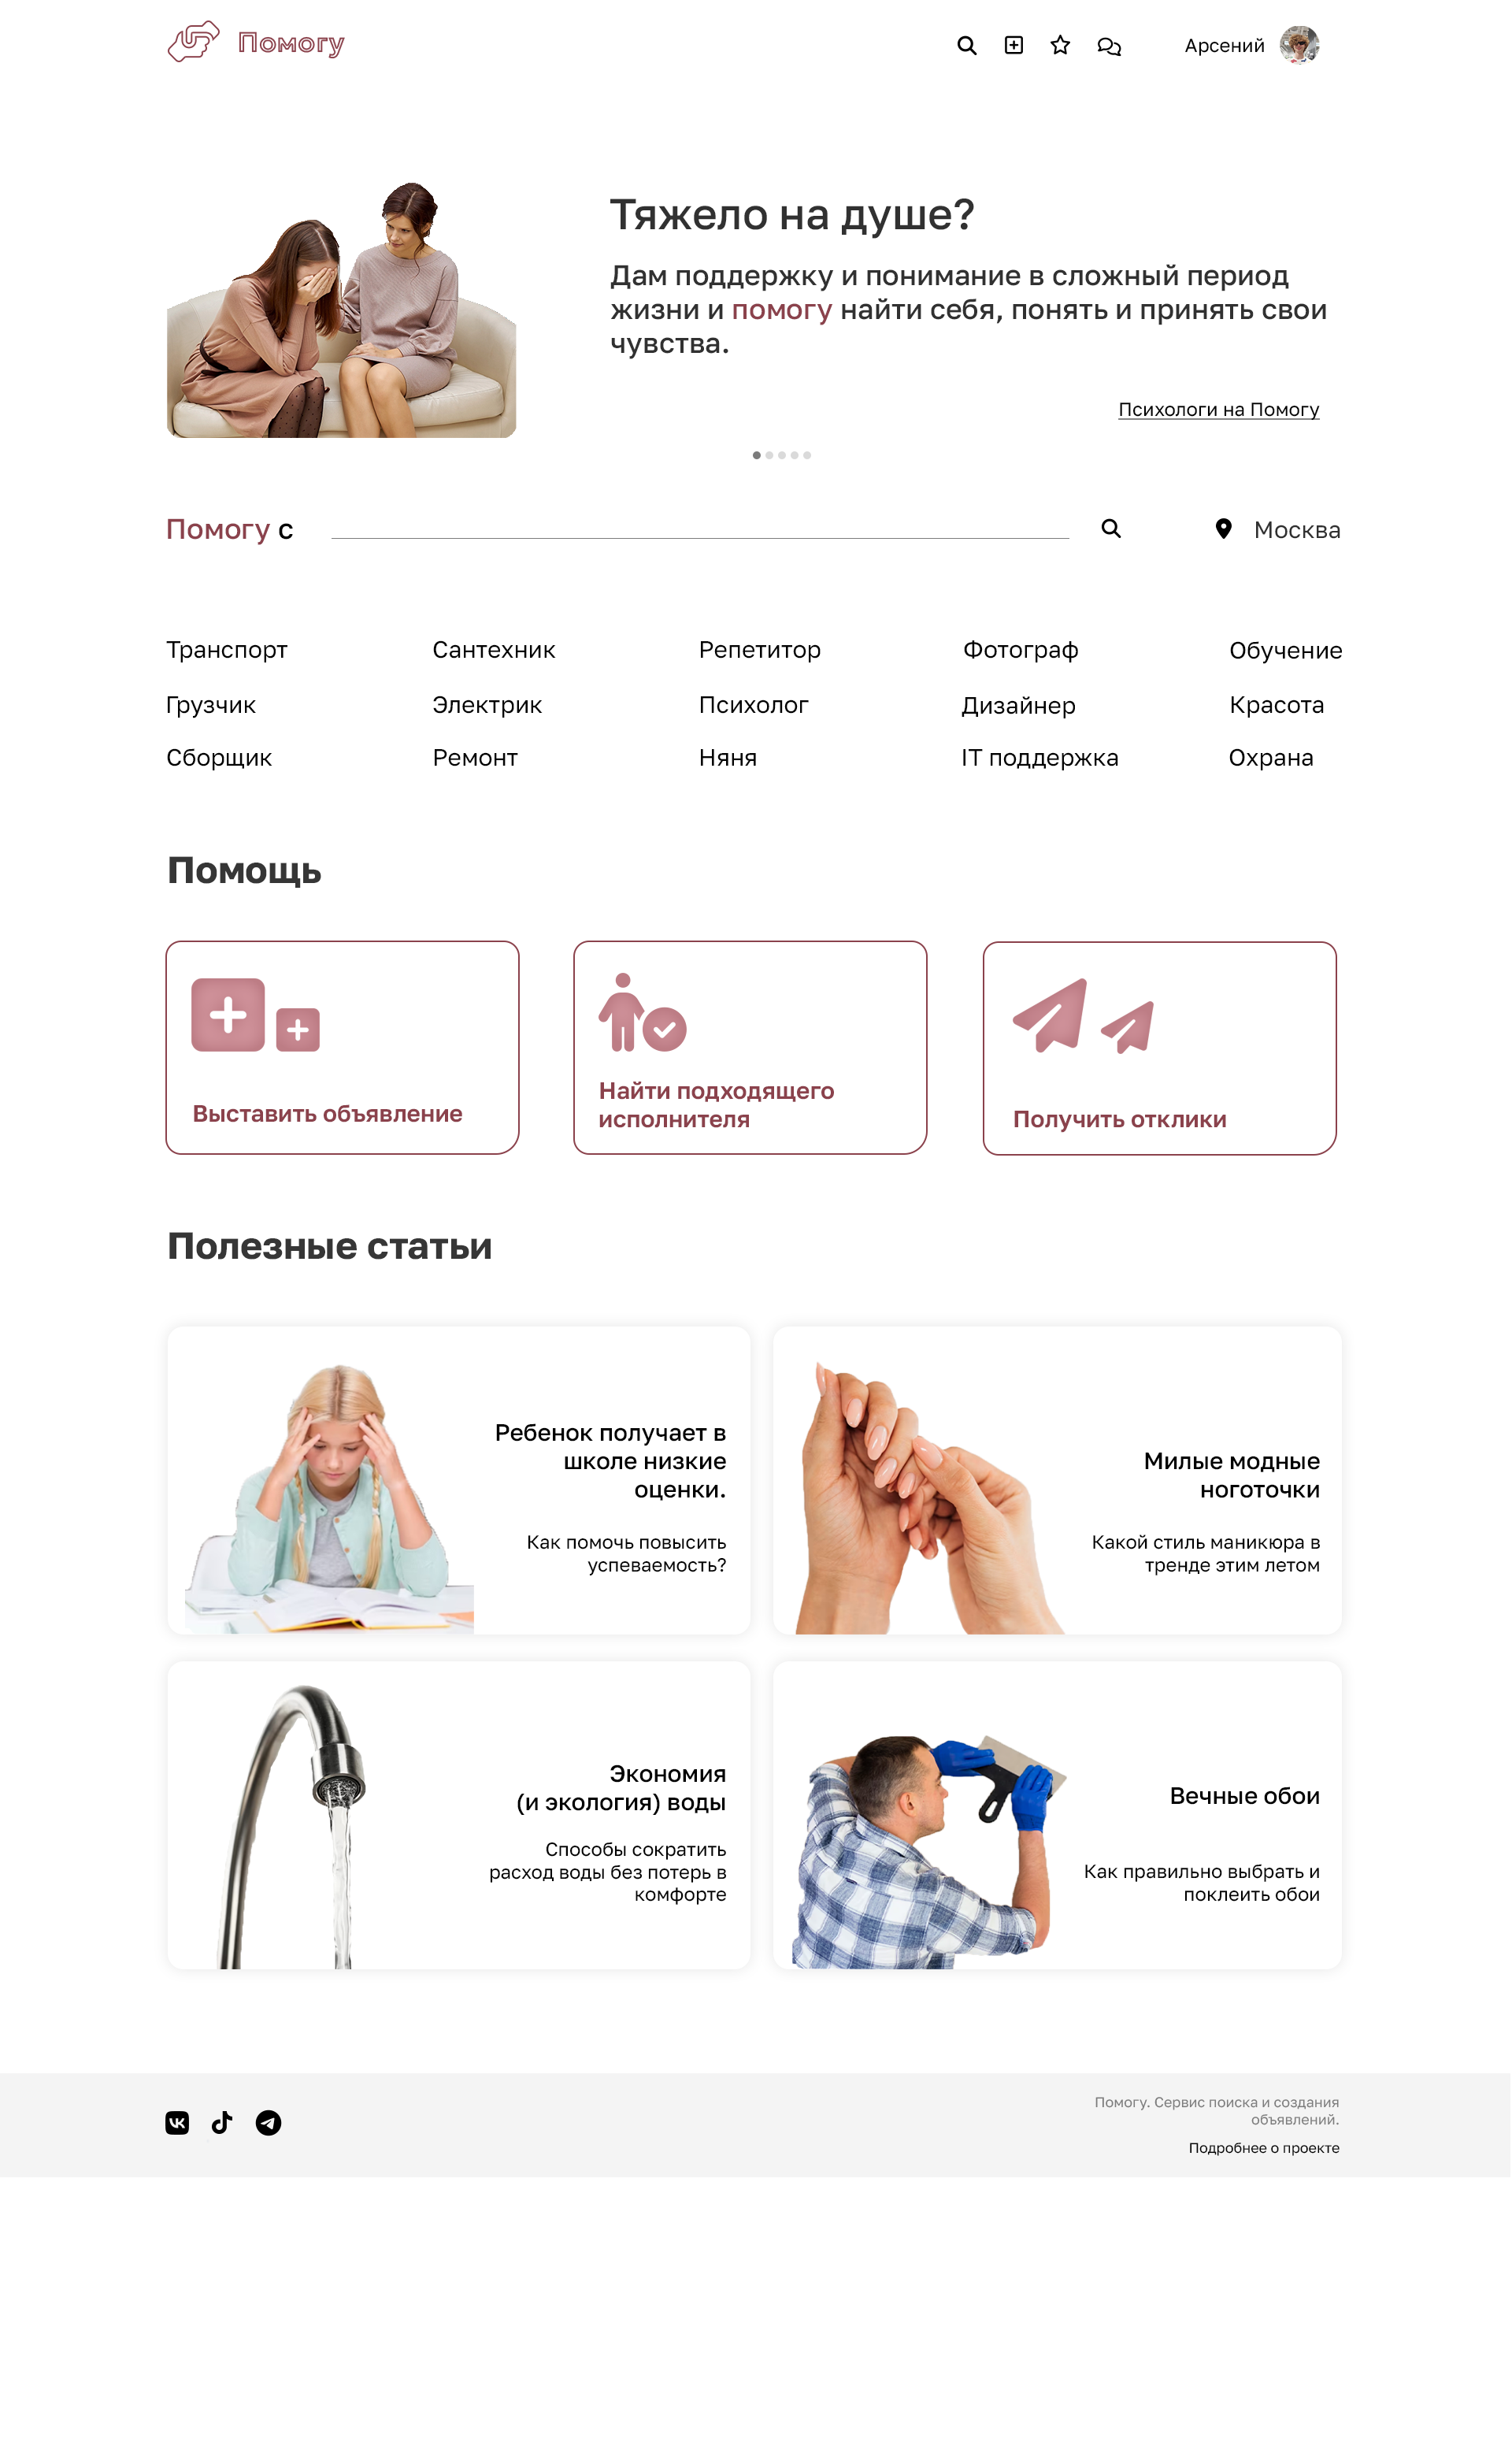 Помогу
Арсений
Тяжело на душе?
Дам поддержку и понимание в сложный период
жизни и помогу найти себя, понять и принять свои
чувства.
Психологи на Помогу
Помогу с
Москва
Транспорт
Сантехник
Репетитор
Фотограф
Обучение
Грузчик
Электрик
Психолог
Дизайнер
Красота
Сборщик
Ремонт
Няня
IT поддержка
Охрана
Помощь
Выставить объявление
Найти подходящего
исполнителя
Получить отклики
Полезные статьи
Ребенок получает в
школе низкие
оценки.
Как помочь повысить
успеваемость?
Милые модные
ноготочки
Какой стиль маникюра в
тренде этим летом
Экономия
(и экология) воды
Способы сократить
расход воды без потерь в
комфорте
Вечные обои
Как правильно выбрать и
поклеить обои
Помогу. Сервис поиска и создания
объявлений.
Подробнее о проекте